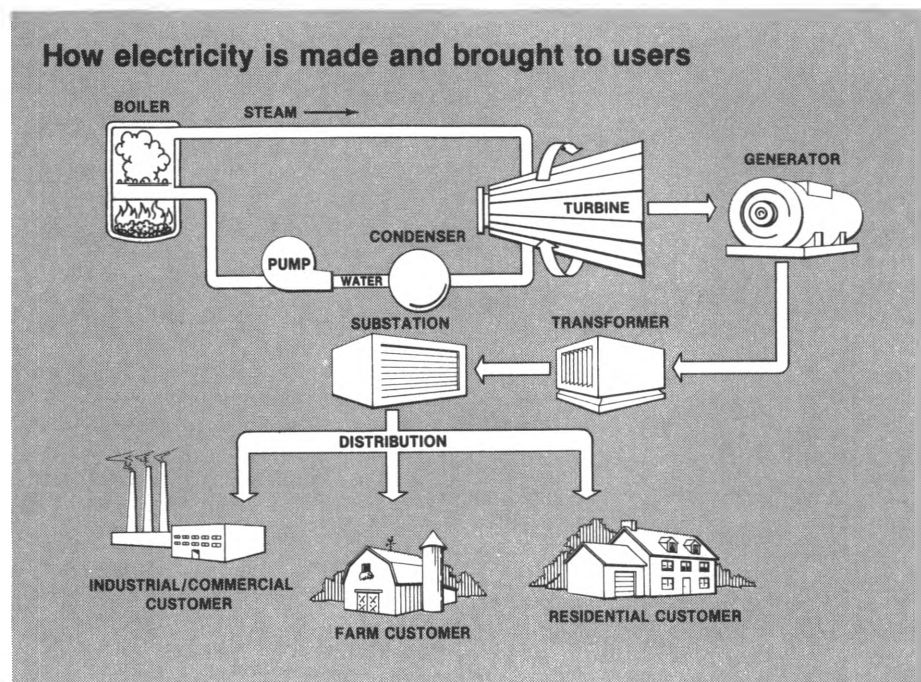 How electricity is made and brought to users
BOILER
STEAM
GENERATOR
TURBINE
CONDENSER
PUMP
WATER
SUBSTATION
TRANSFORMER
DISTRIBUTION
INDUSTRIAL/COMMERCIAL
CUSTOMER
FARM CUSTOMER
RESIDENTIAL CUSTOMER